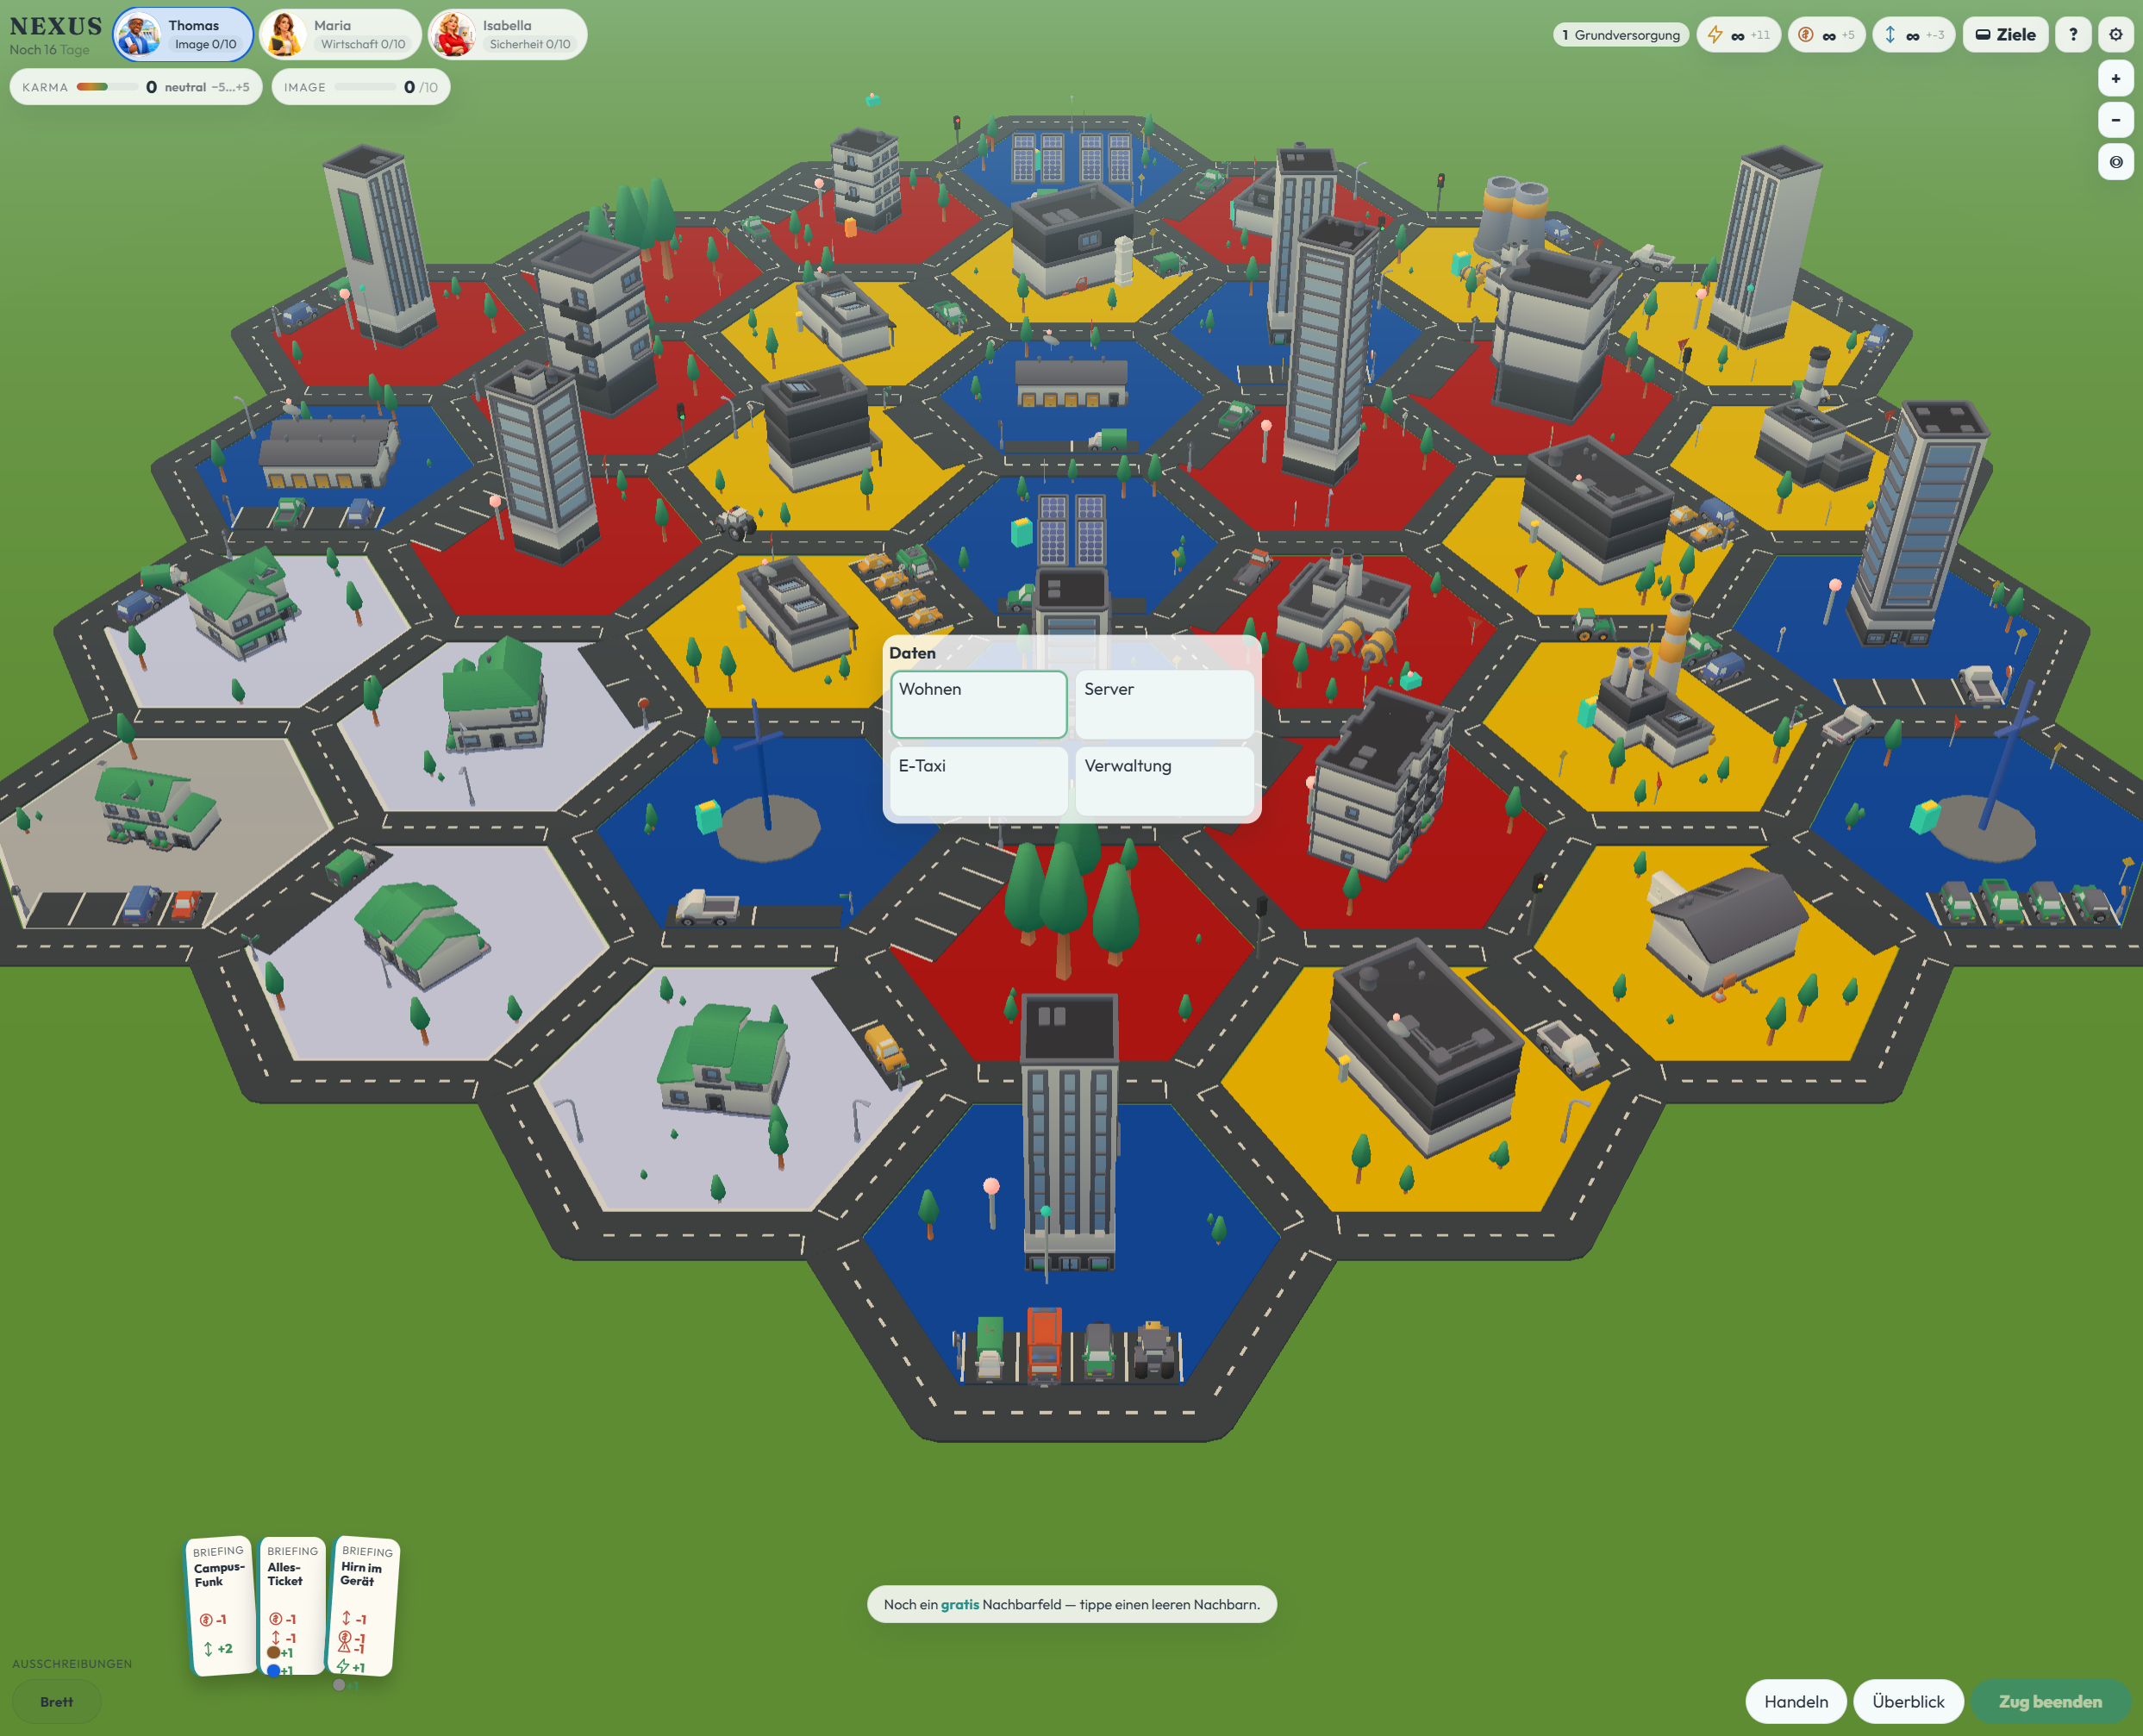 NEXUS
Noch 16 Tage
Thomas
Image 0/10
Maria
Wirtschaft 0/10
Isabella
Sicherheit 0/10
1 Grundversorgung
∞ +11
∞ +5
∞ +-3
Ziele
?
KARMA 0 neutral −5…+5
IMAGE 0 /10
+
−
Daten
Wohnen
Server
E-Taxi
Verwaltung
BRIEFING
Campus-
Funk
-1
+2
BRIEFING
Alles-
Ticket
-1
-1
+1
+1
BRIEFING
Hirn im
Gerät
-1
-1
-1
+1
Noch ein gratis Nachbarfeld — tippe einen leeren Nachbarn.
AUSSCHREIBUNGEN
Brett
Handeln
Überblick
Zug beenden